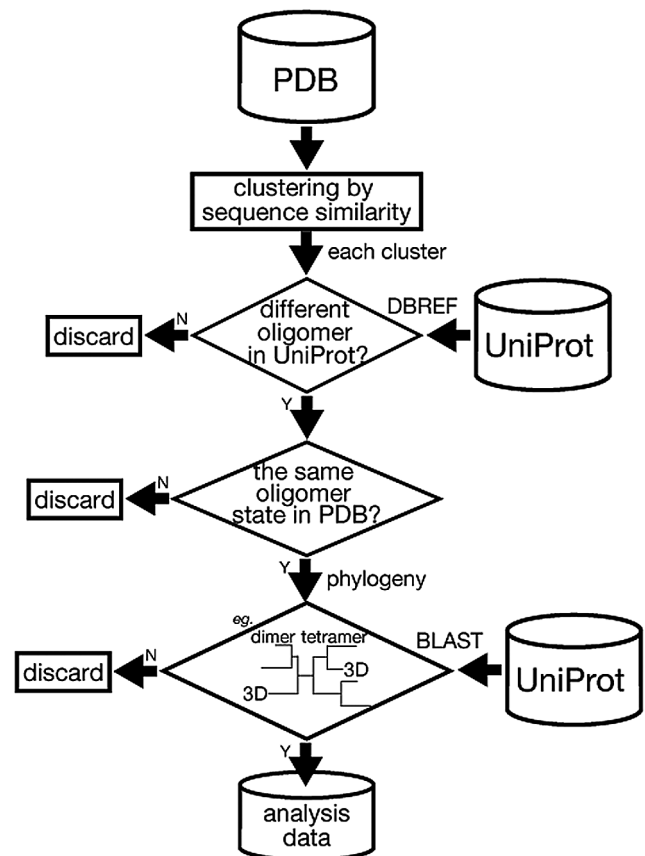 PDB
clustering by
sequence similarity
each cluster
different
oligomer
in UniProt?
DBREF
UniProt
N
discard
Y
the same
oligomer
state in PDB?
N
discard
Y
phylogeny
eg.
dimer tetramer
3D
3D
BLAST
UniProt
N
discard
Y
analysis
data